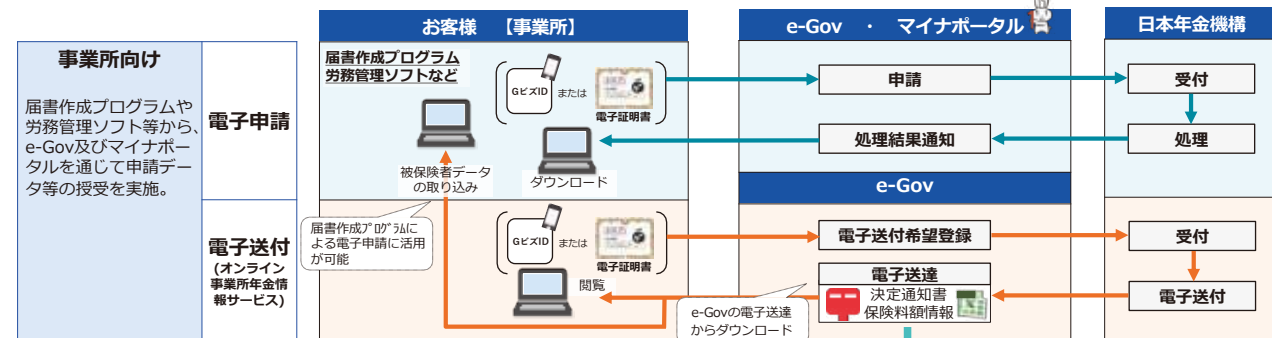 お客様 【事業所】
e-Gov ・ マイナポータル
日本年金機構
事業所向け
届書作成プログラムや
労務管理ソフト等から、
e-Gov及びマイナポー
タルを通じて申請デー
タ等の授受を実施。
電子申請
届書作成プログラム
労務管理ソフトなど
GビズID
または
電子証明書
申請
受付
処理結果通知
処理
被保険者データ
の取り込み
ダウンロード
e-Gov
電子送付
(オンライン
事業所年金情
報サービス)
届書作成プログラムに
よる電子申請に活用
が可能
GビズID
または
電子証明書
電子送付希望登録
受付
閲覧
電子送達
決定通知書
保険料額情報
電子送付
e-Govの電子送達
からダウンロード